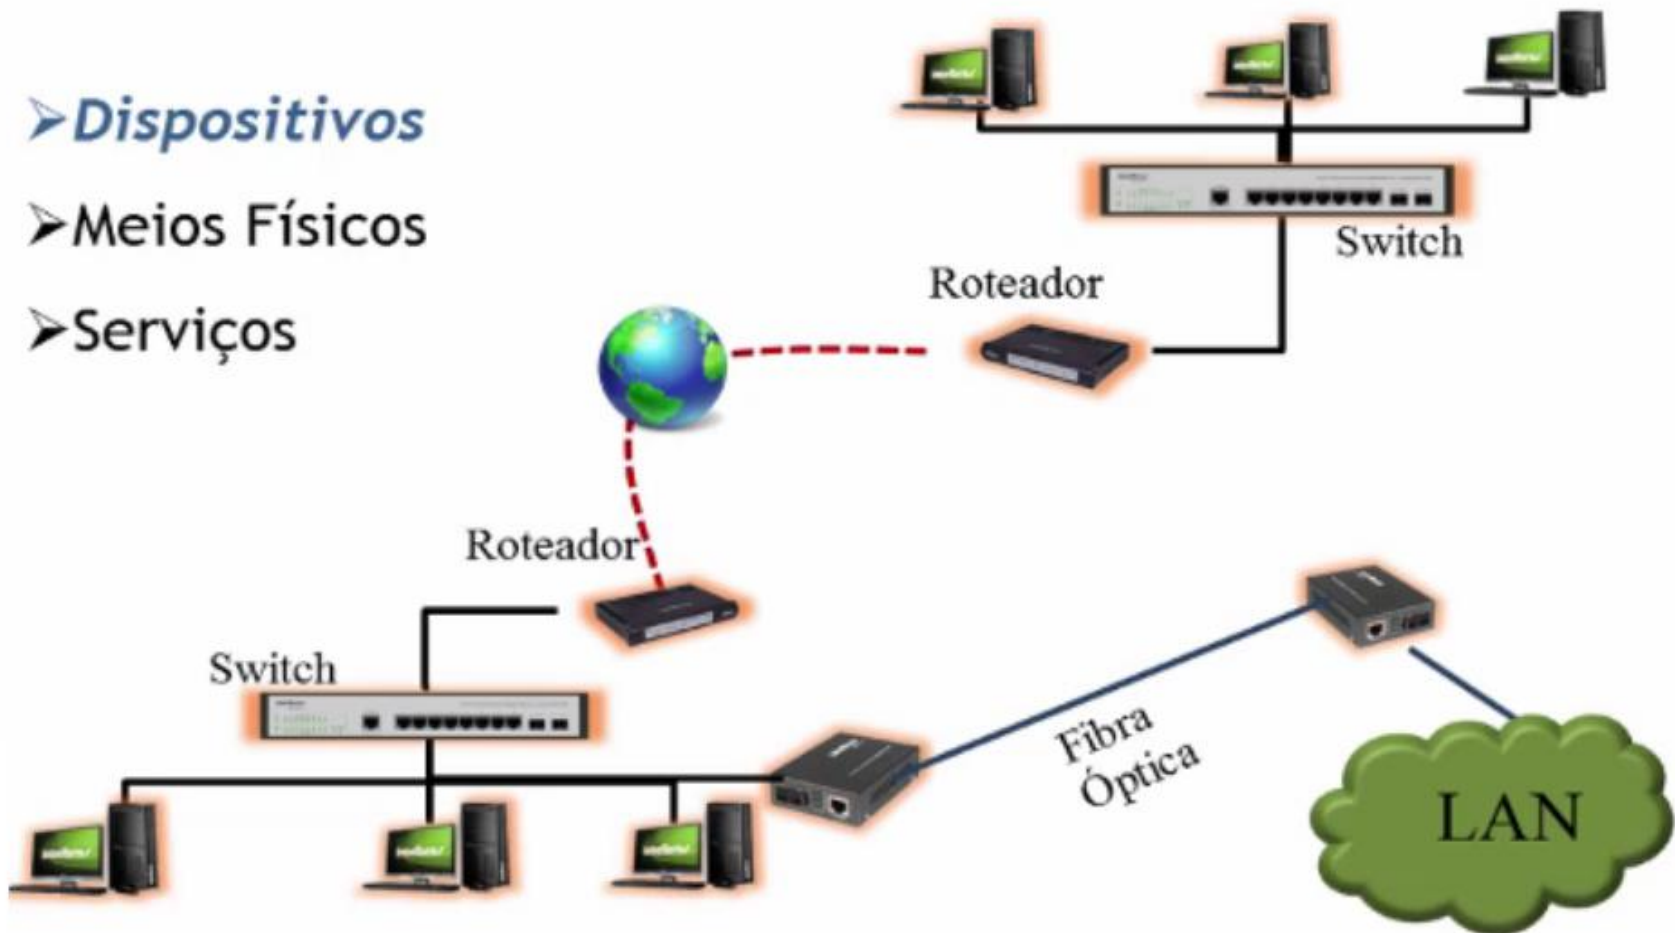 ➢Dispositivos
➢Meios Físicos
➢Serviços
Switch
Roteador
Roteador
Switch
Fibra
Óptica
LAN